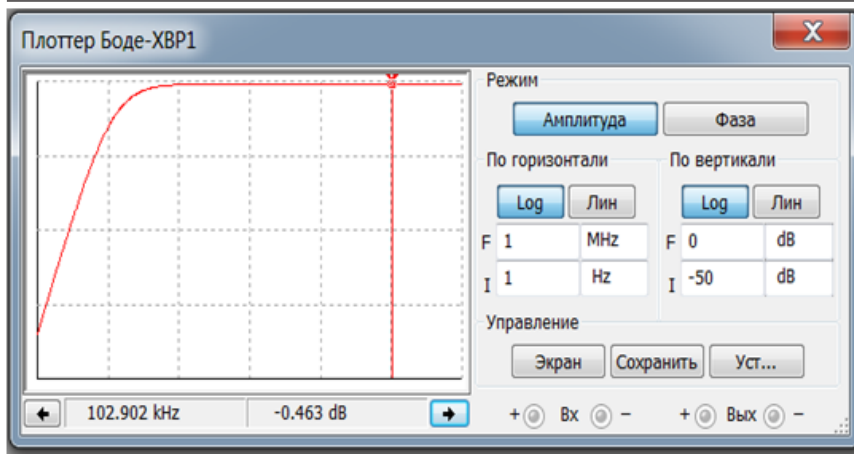 Плоттер Боде-XBP1
X
Режим
Амплитуда Фаза
По горизонтали По вертикали
Log Лин Log Лин
F 1 MHz F 0 dB
I 1 Hz I -50 dB
Управление
Экран Сохранить Уст...
102.902 kHz -0.463 dB
+ Вх - + Вых -